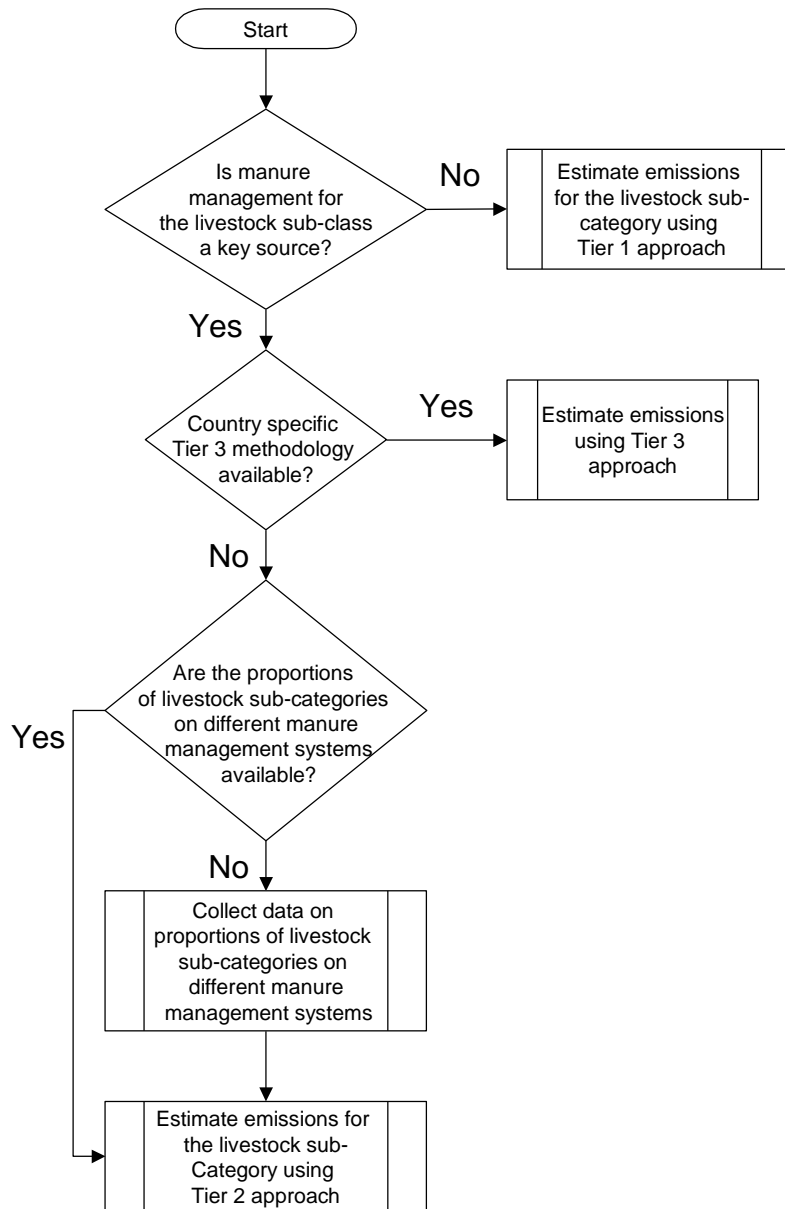 Start
Is manure
management for
the livestock sub-class
a key source?
No
Estimate emissions
for the livestock sub-
category using
Tier 1 approach
Yes
Country specific
Tier 3 methodology
available?
Yes
Estimate emissions
using Tier 3
approach
No
Are the proportions
of livestock sub-categories
on different manure
management systems
available?
Yes
No
Collect data on
proportions of livestock
sub-categories on
different manure
management systems
Estimate emissions for
the livestock sub-
Category using
Tier 2 approach